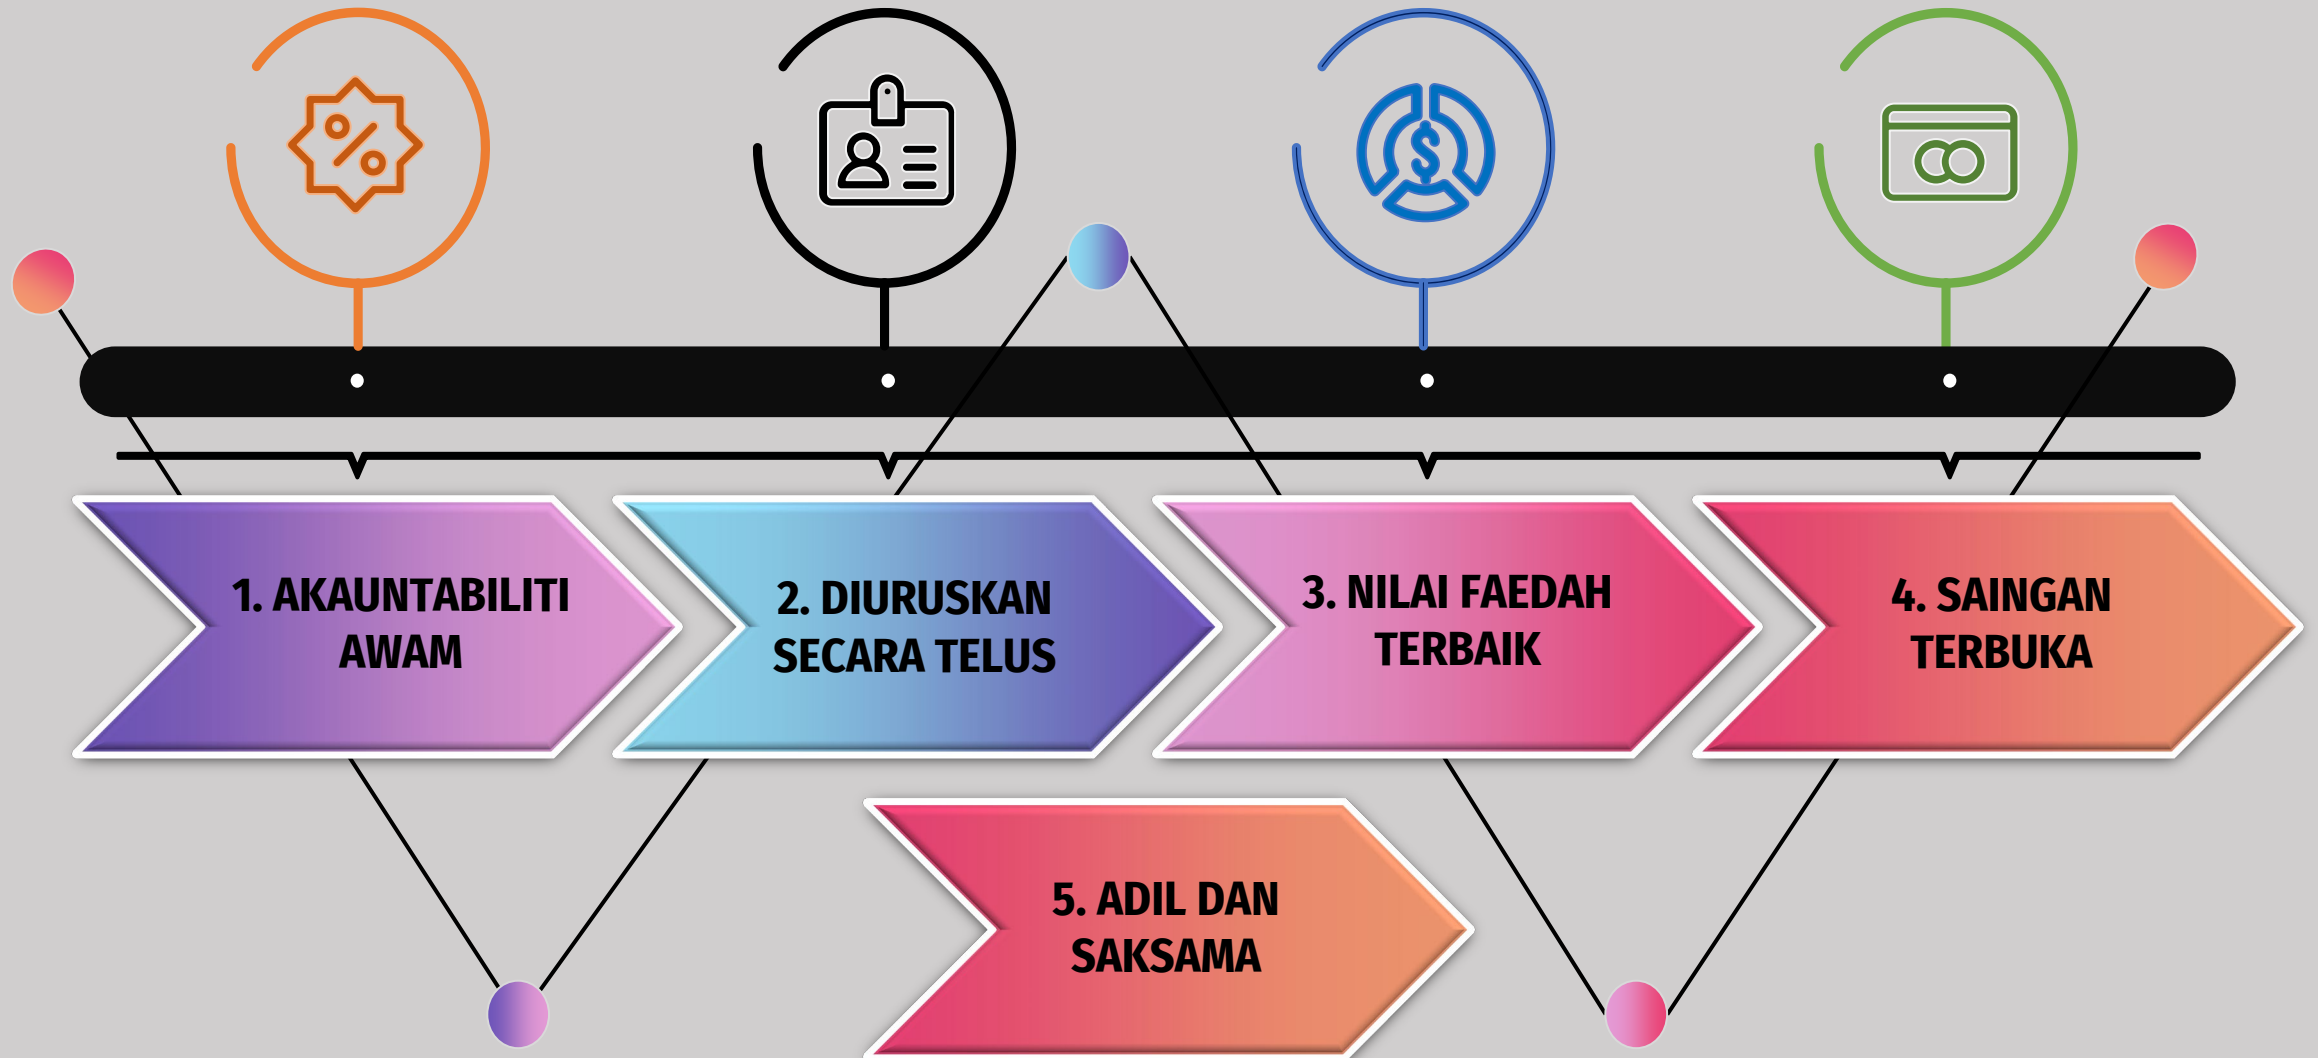 1. AKAUNTABILITI
AWAM
2. DIURUSKAN
SECARA TELUS
3. NILAI FAEDAH
TERBAIK
4. SAINGAN
TERBUKA
5. ADIL DAN
SAKSAMA